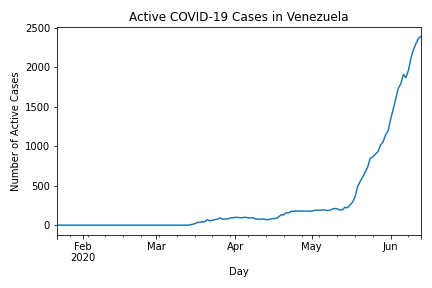 Active COVID-19 Cases in Venezuela
2500
2000
1500
1000
500
0
Number of Active Cases
Feb Mar Apr May Jun
2020
Day